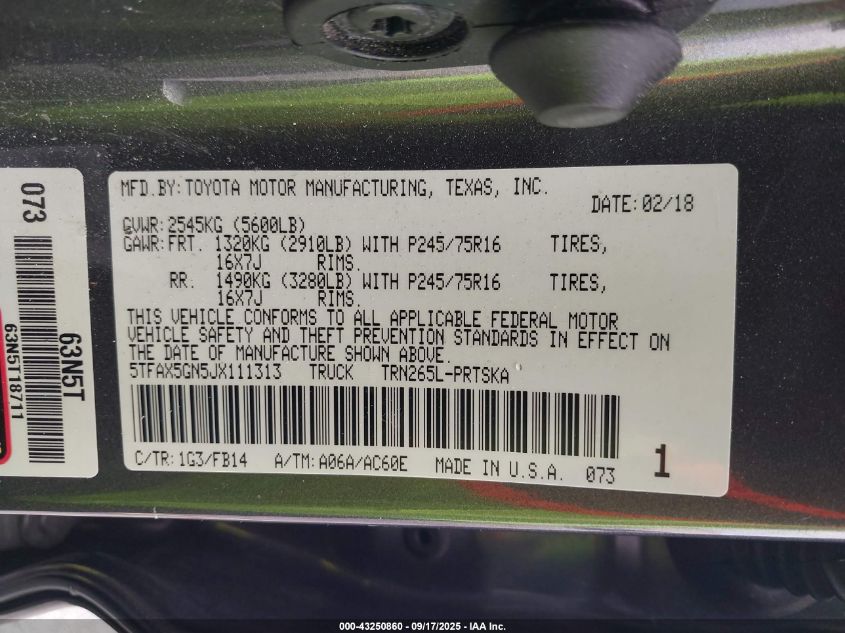 073
63N5T
63N5T18711
MFD.BY:TOYOTA MOTOR MANUFACTURING, TEXAS, INC.
DATE:02/18
GVWR:2545KG (5600LB)
GAWR:FRT. 1320KG (2910LB) WITH P245/75R16 TIRES,
16X7J RIMS.
RR. 1490KG (3280LB) WITH P245/75R16 TIRES,
16X7J RIMS.
THIS VEHICLE CONFORMS TO ALL APPLICABLE FEDERAL MOTOR
VEHICLE SAFETY AND THEFT PREVENTION STANDARDS IN EFFECT ON
THE DATE OF MANUFACTURE SHOWN ABOVE.
5TFAX5GN5JX111313 TRUCK TRN265L-PRTSKA
C/TR:1G3/FB14 A/TM:A06A/AC60E MADE IN U.S.A. 073 1
000-43250860 - 09/17/2025 - IAA Inc.